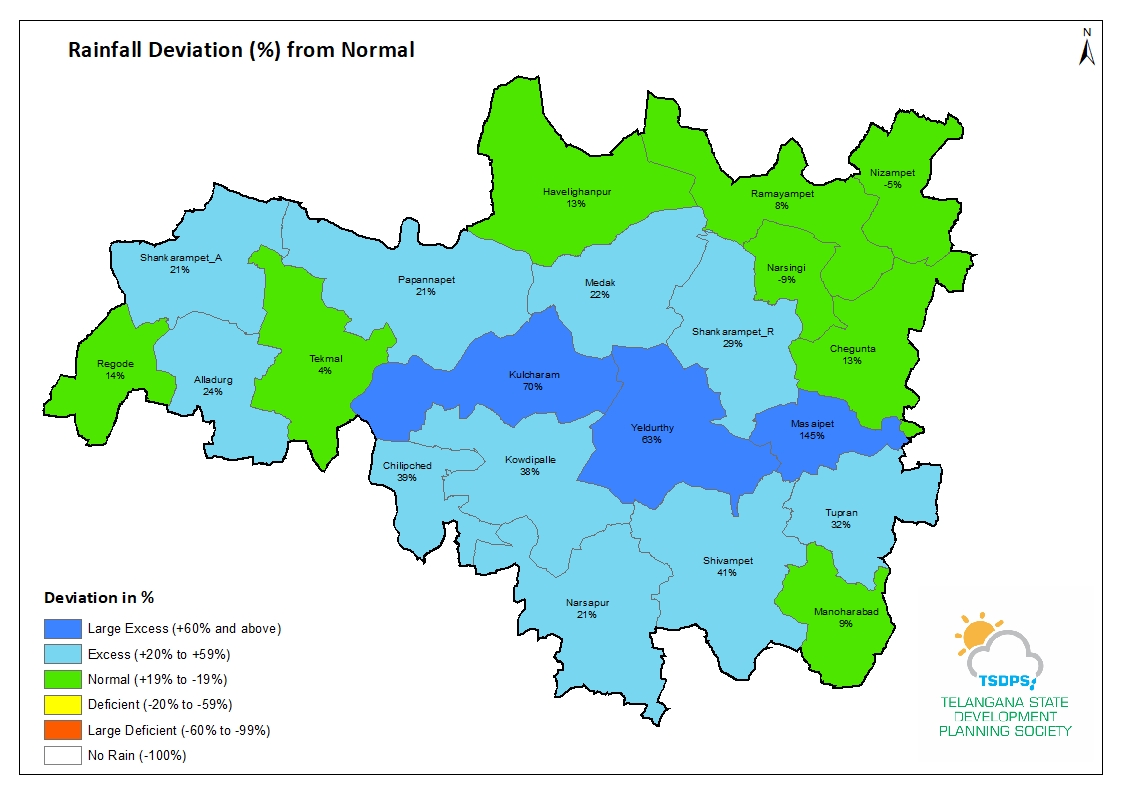 Rainfall Deviation (%) from Normal
N
Nizampet
-5%
Havelighanpur
13%
Ramayampet
8%
Shankarampet_A
21%
Papannapet
21%
Medak
22%
Narsingi
-9%
Shankarampet_R
29%
Chegunta
13%
Regode
14%
Tekmal
4%
Alladurg
24%
Kulcharam
70%
Yeldurthy
63%
Masaipet
145%
Chilipched
39%
Kowdipalle
38%
Tupran
32%
Shivampet
41%
Narsapur
21%
Manoharabad
9%
Deviation in %
Large Excess (+60% and above)
Excess (+20% to +59%)
Normal (+19% to -19%)
Deficient (-20% to -59%)
Large Deficient (-60% to -99%)
No Rain (-100%)
TSDPS
TELANGANA STATE
DEVELOPMENT
PLANNING SOCIETY